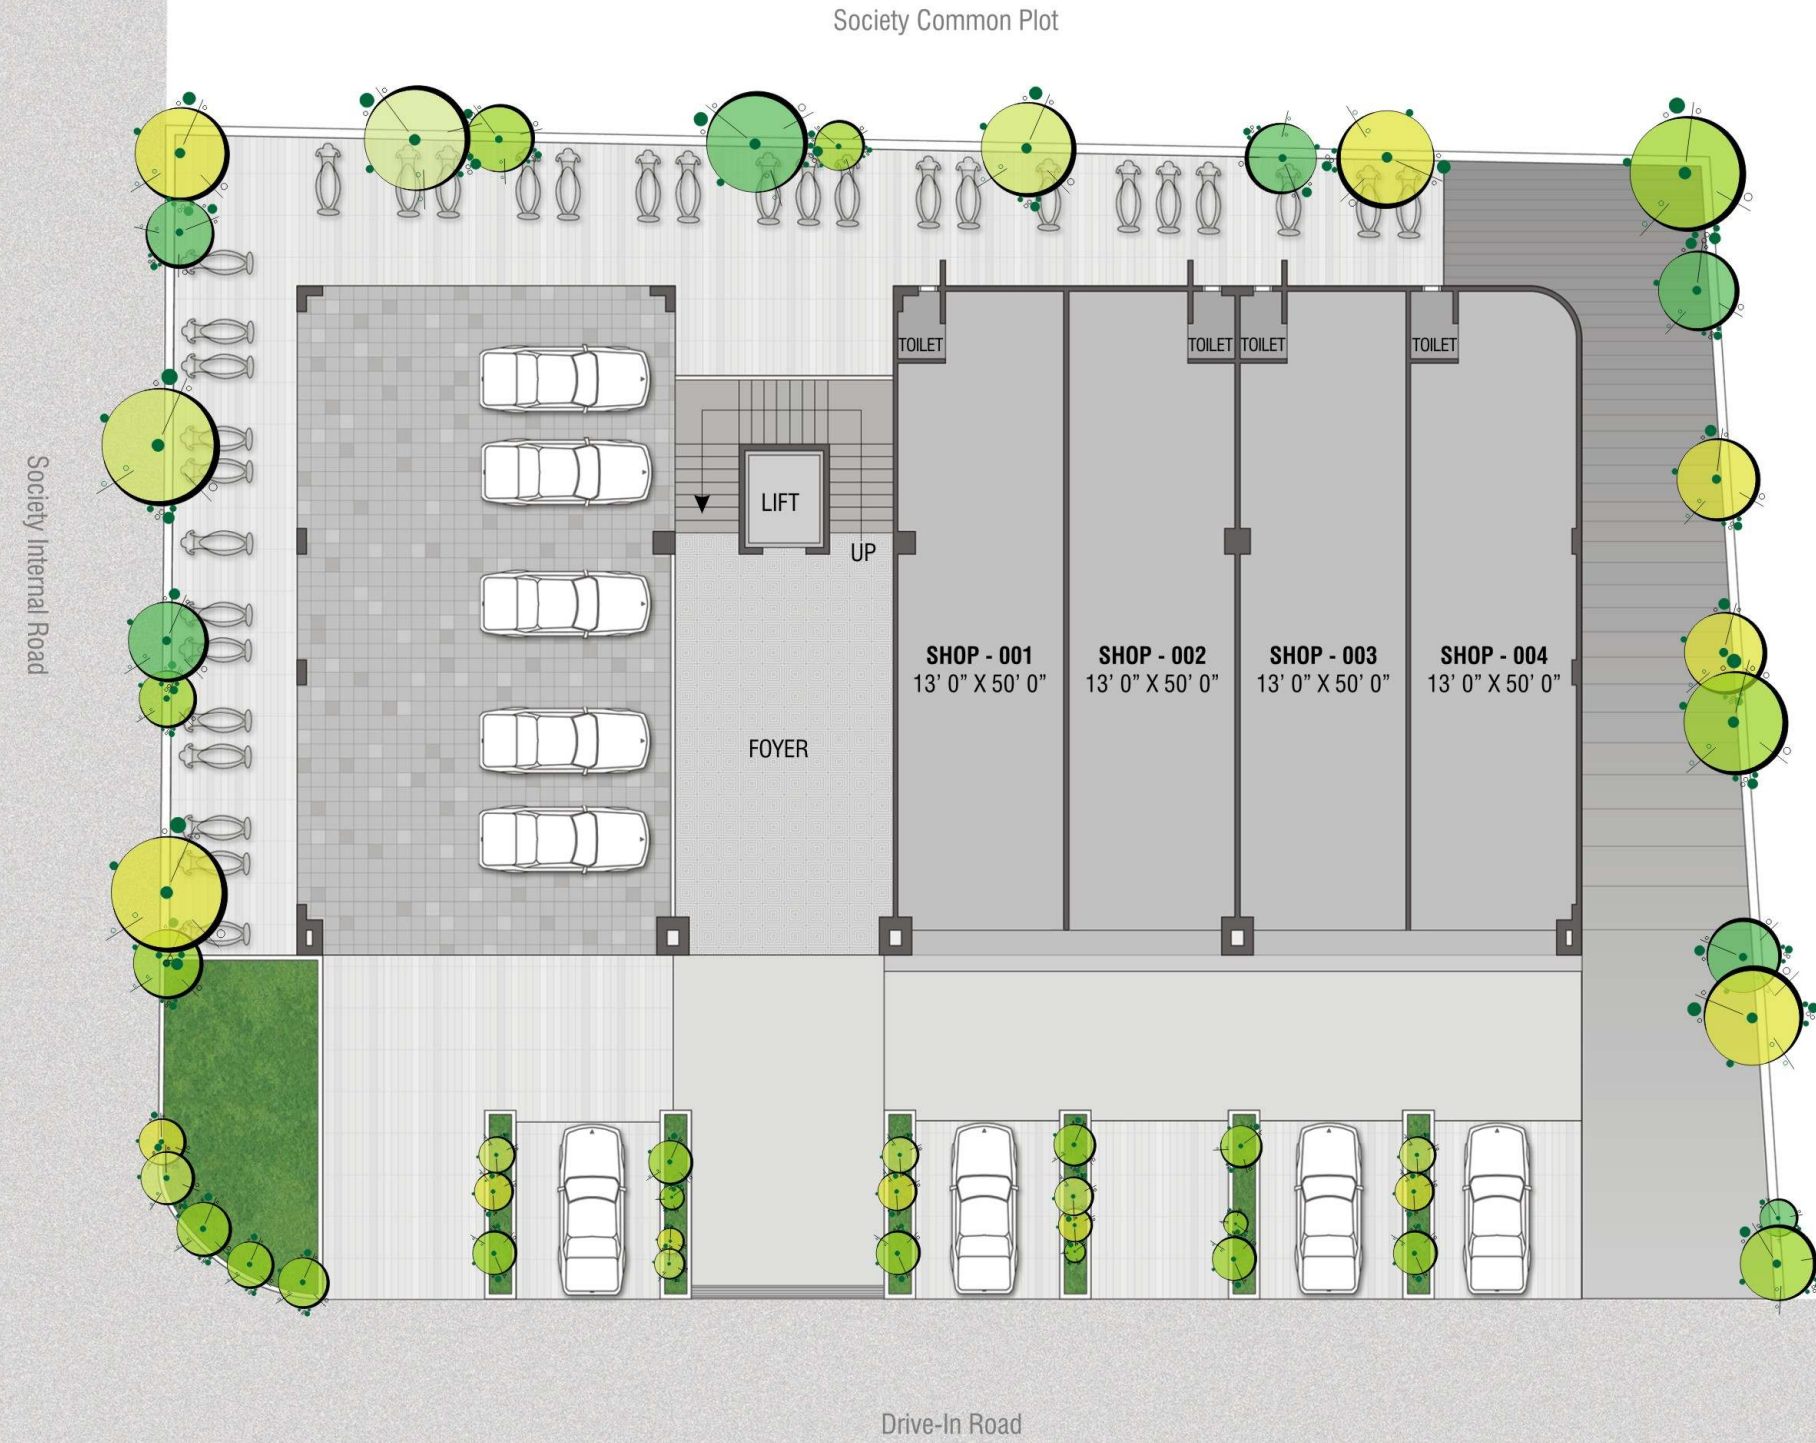 Society Common Plot
TOILET
TOILET
TOILET
TOILET
LIFT
UP
Society Internal Road
SHOP - 001
13’ 0” X 50’ 0”
SHOP - 002
13’ 0” X 50’ 0”
SHOP - 003
13’ 0” X 50’ 0”
SHOP - 004
13’ 0” X 50’ 0”
FOYER
Drive-In Road